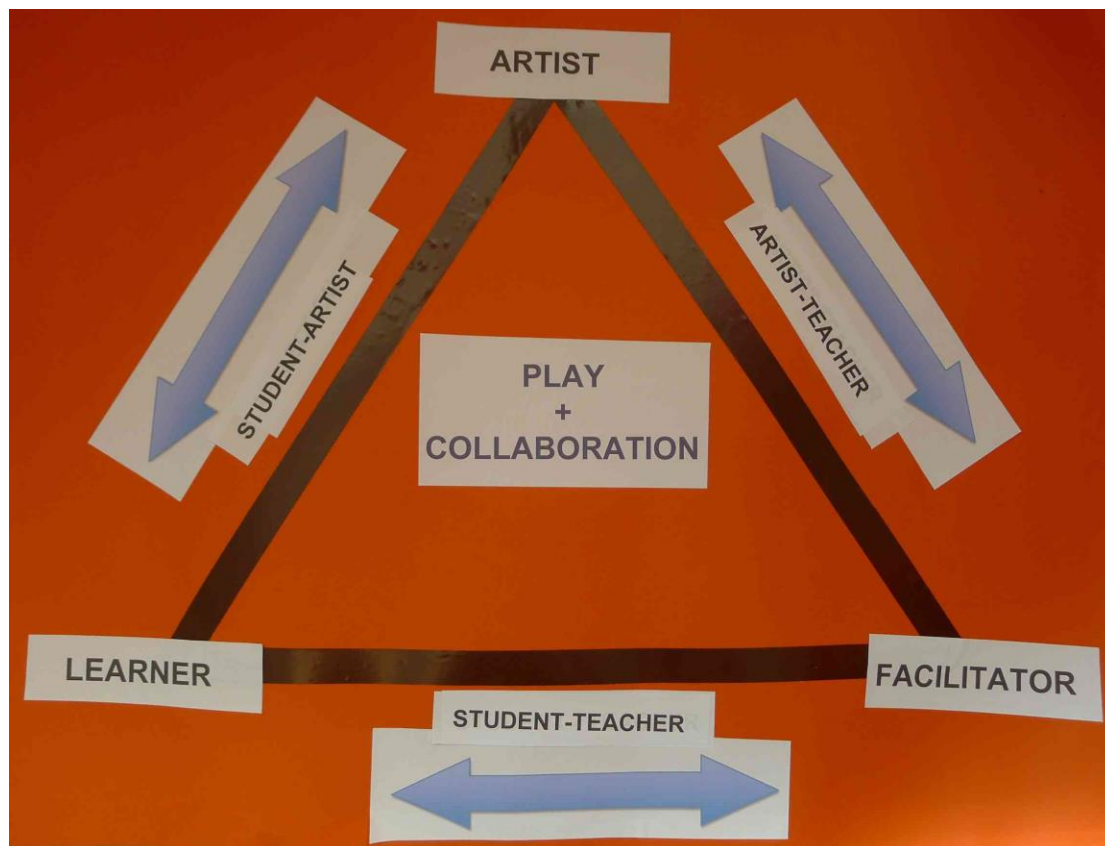 ARTIST
STUDENT-ARTIST
ARTIST-TEACHER
PLAY
+
COLLABORATION
LEARNER
FACILITATOR
STUDENT-TEACHER